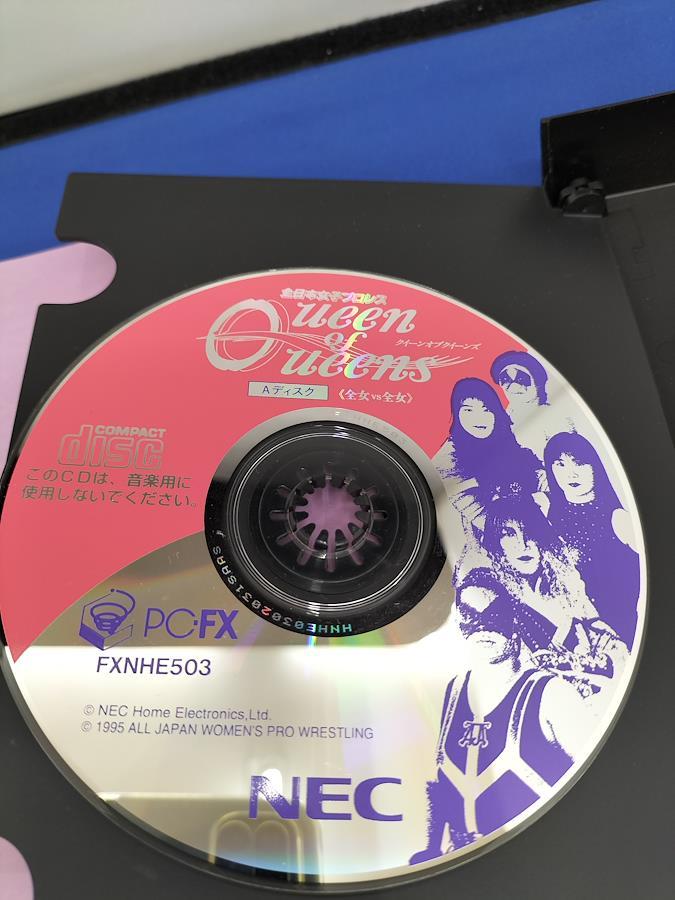 全日本女子プロレス
Queen
of
Queens
クイーンオブクイーンズ
Aディスク
《全女vs全女》
COMPACT
disc
このCDは、音楽用に
使用しないでください。
PC-FX
FXNHE503
© NEC Home Electronics,Ltd.
© 1995 ALL JAPAN WOMEN'S PRO WRESTLING
NEC